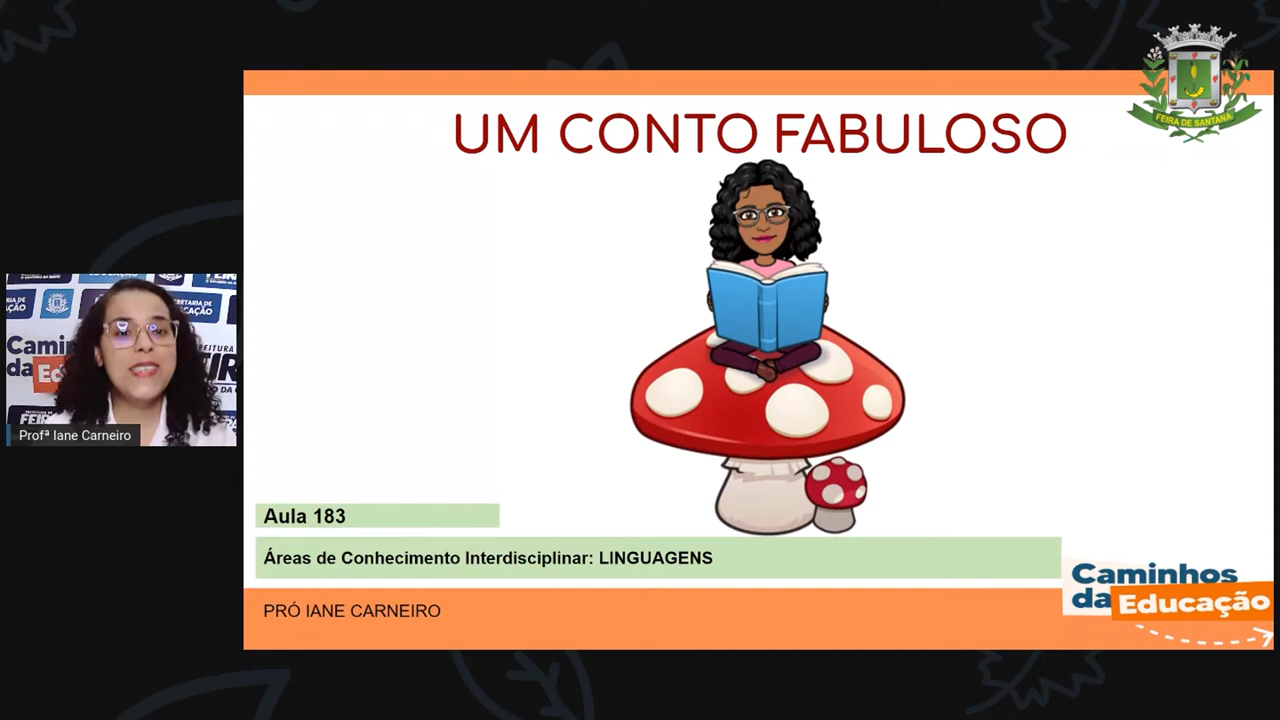 FEIRA DE SANTANA
UM CONTO FABULOSO
Profª Iane Carneiro
Aula 183
Áreas de Conhecimento Interdisciplinar: LINGUAGENS
PRÓ IANE CARNEIRO
Caminhos
da Educação